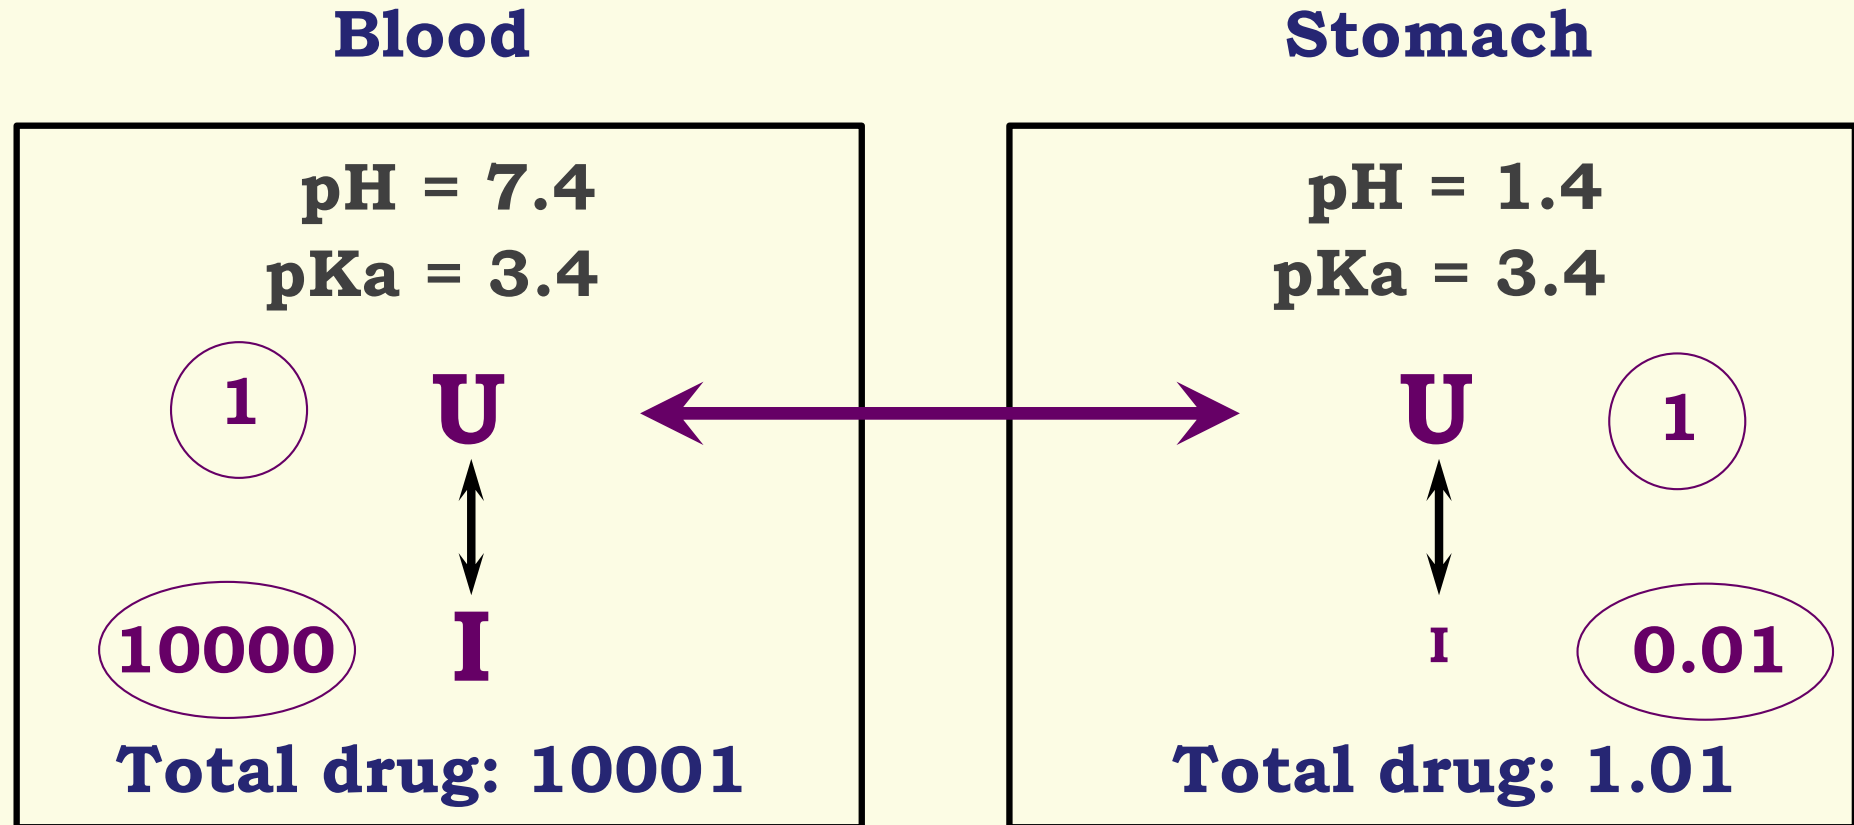 Blood
pH = 7.4
pKa = 3.4
1 U
10000 I
Total drug: 10001
Stomach
pH = 1.4
pKa = 3.4
U 1
I 0.01
Total drug: 1.01